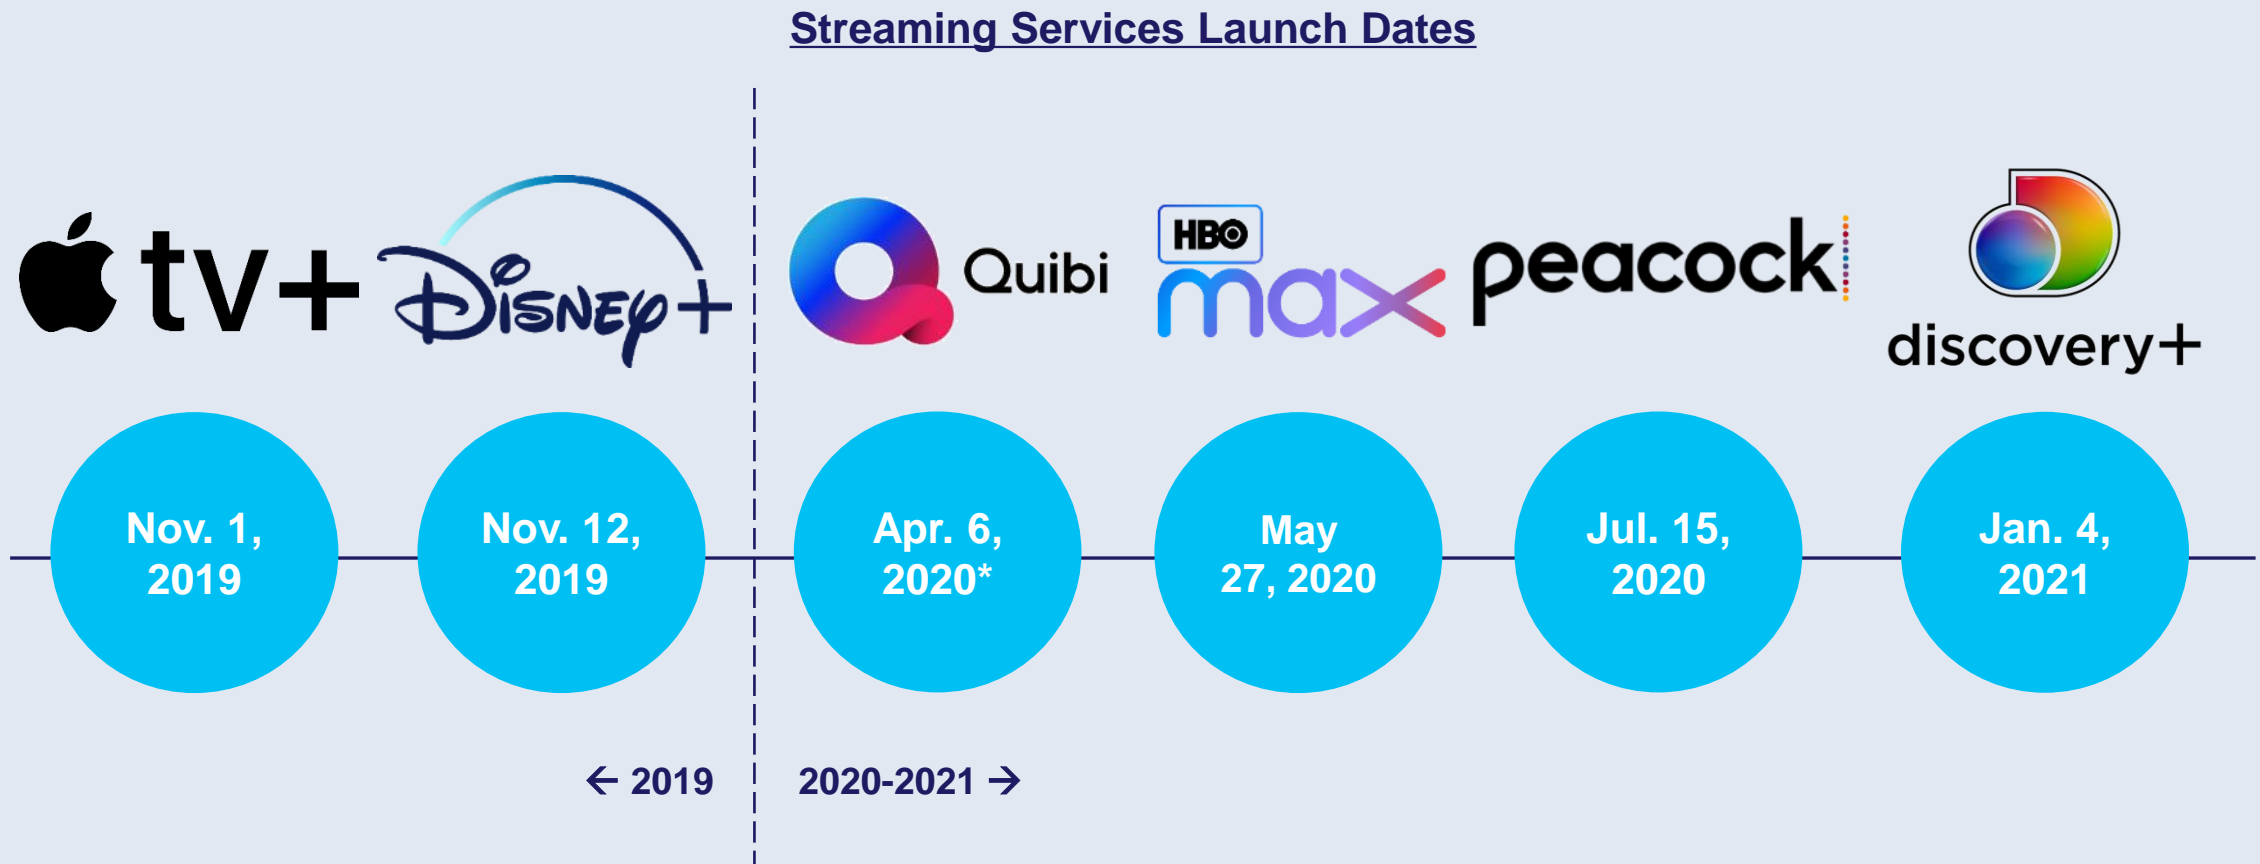 Streaming Services Launch Dates
tv+
Disney+
Quibi
HBO
max
peacock
discovery+
Nov. 1,
2019
Nov. 12,
2019
Apr. 6,
2020*
May
27, 2020
Jul. 15,
2020
Jan. 4,
2021
← 2019
2020-2021 →